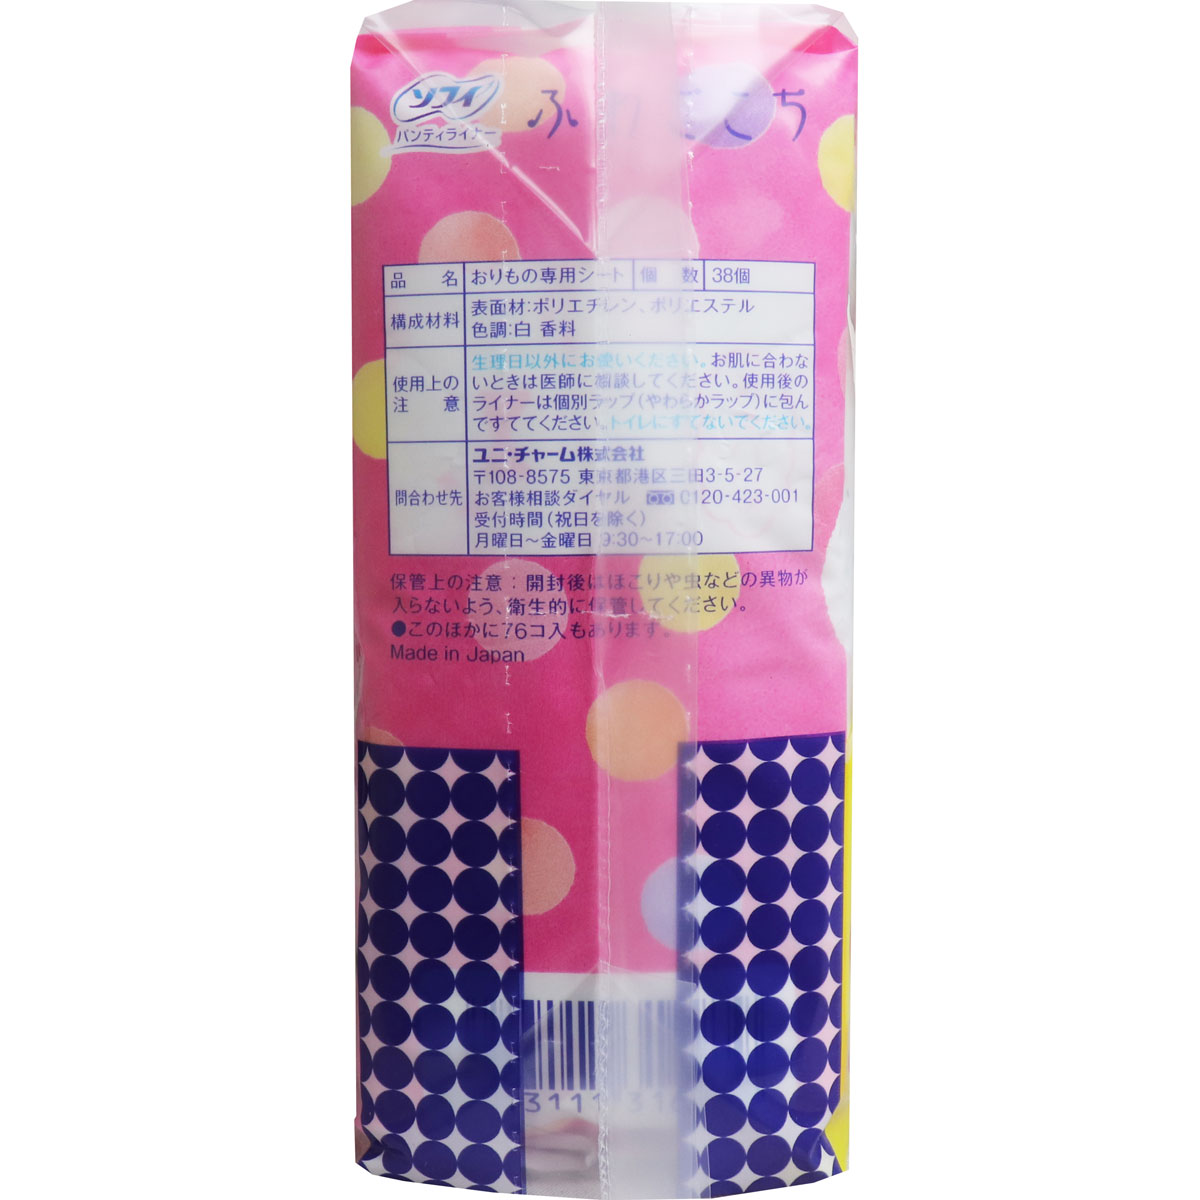 ソフィ
パンティライナー
ふ ごこち
品 名 おりもの専用シート 個 数 38個
構成材料 表面材:ポリエチレン、ポリエステル
色調:白 香料
使用上の注意 生理日以外にお使いください。お肌に合わな
いときは医師に相談してください。使用後の
ライナーは個別ラップ(やわらかラップ)に包ん
ですててください。トイレにすてないでください。
問合わせ先 ユニ・チャーム株式会社
〒108-8575 東京都港区三田3-5-27
お客様相談ダイヤル 0120-423-001
受付時間(祝日を除く)
月曜日〜金曜日 9:30〜17:00
保管上の注意:開封後はほこりや虫などの異物が
入らないよう、衛生的に保管してください。
●このほかに76コ入もあります。
Made in Japan
3111 31